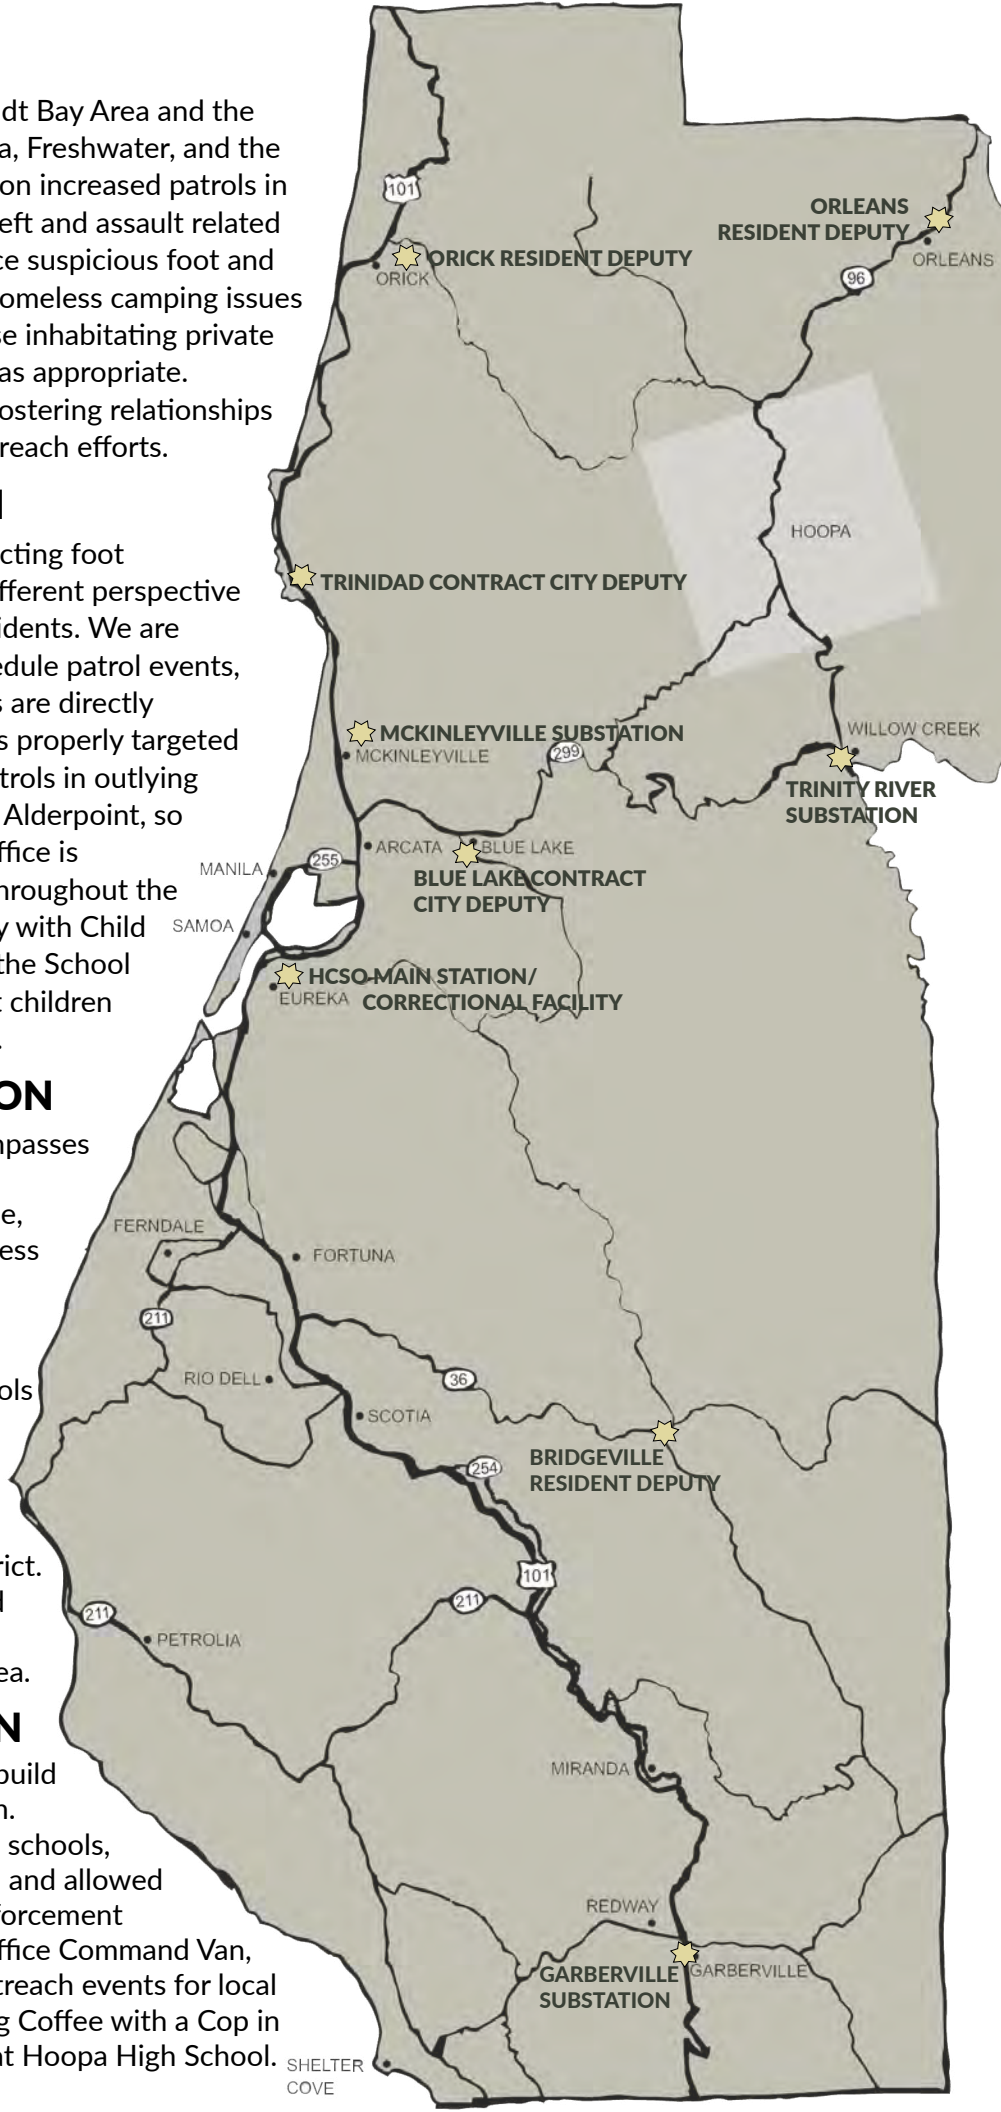 dt Bay Area and the
a, Freshwater, and the
on increased patrols in
eft and assault related
ce suspicious foot and
omeless camping issues
se inhabitating private
as appropriate.
ostering relationships
reach efforts.
cting foot
fferent perspective
idents. We are
edule patrol events,
s are directly
s properly targeted
trols in outlying
Alderpoint, so
ffice is
hroughout the
y with Child
the School
t children
.
ON
mpasses
e,
ess
ols
rict.
d
ea.
N
build
n.
schools,
and allowed
forcement
ffice Command Van,
treach events for local
g Coffee with a Cop in
at Hoopa High School.
101
ORLEANS
RESIDENT DEPUTY
ORLEANS
96
ORICK RESIDENT DEPUTY
ORICK
HOOPA
TRINIDAD CONTRACT CITY DEPUTY
MCKINLEYVILLE SUBSTATION
MCKINLEYVILLE
299
WILLOW CREEK
TRINITY RIVER
SUBSTATION
ARCATA
BLUE LAKE
BLUE LAKE CONTRACT
CITY DEPUTY
255
MANILA
SAMOA
HCSO MAIN STATION/
CORRECTIONAL FACILITY
EUREKA
FERNDALE
FORTUNA
211
RIO DELL
36
SCOTIA
BRIDGEVILLE
RESIDENT DEPUTY
254
101
211
211
PETROLIA
MIRANDA
REDWAY
GARBERVILLE
SUBSTATION
GARBERVILLE
SHELTER
COVE